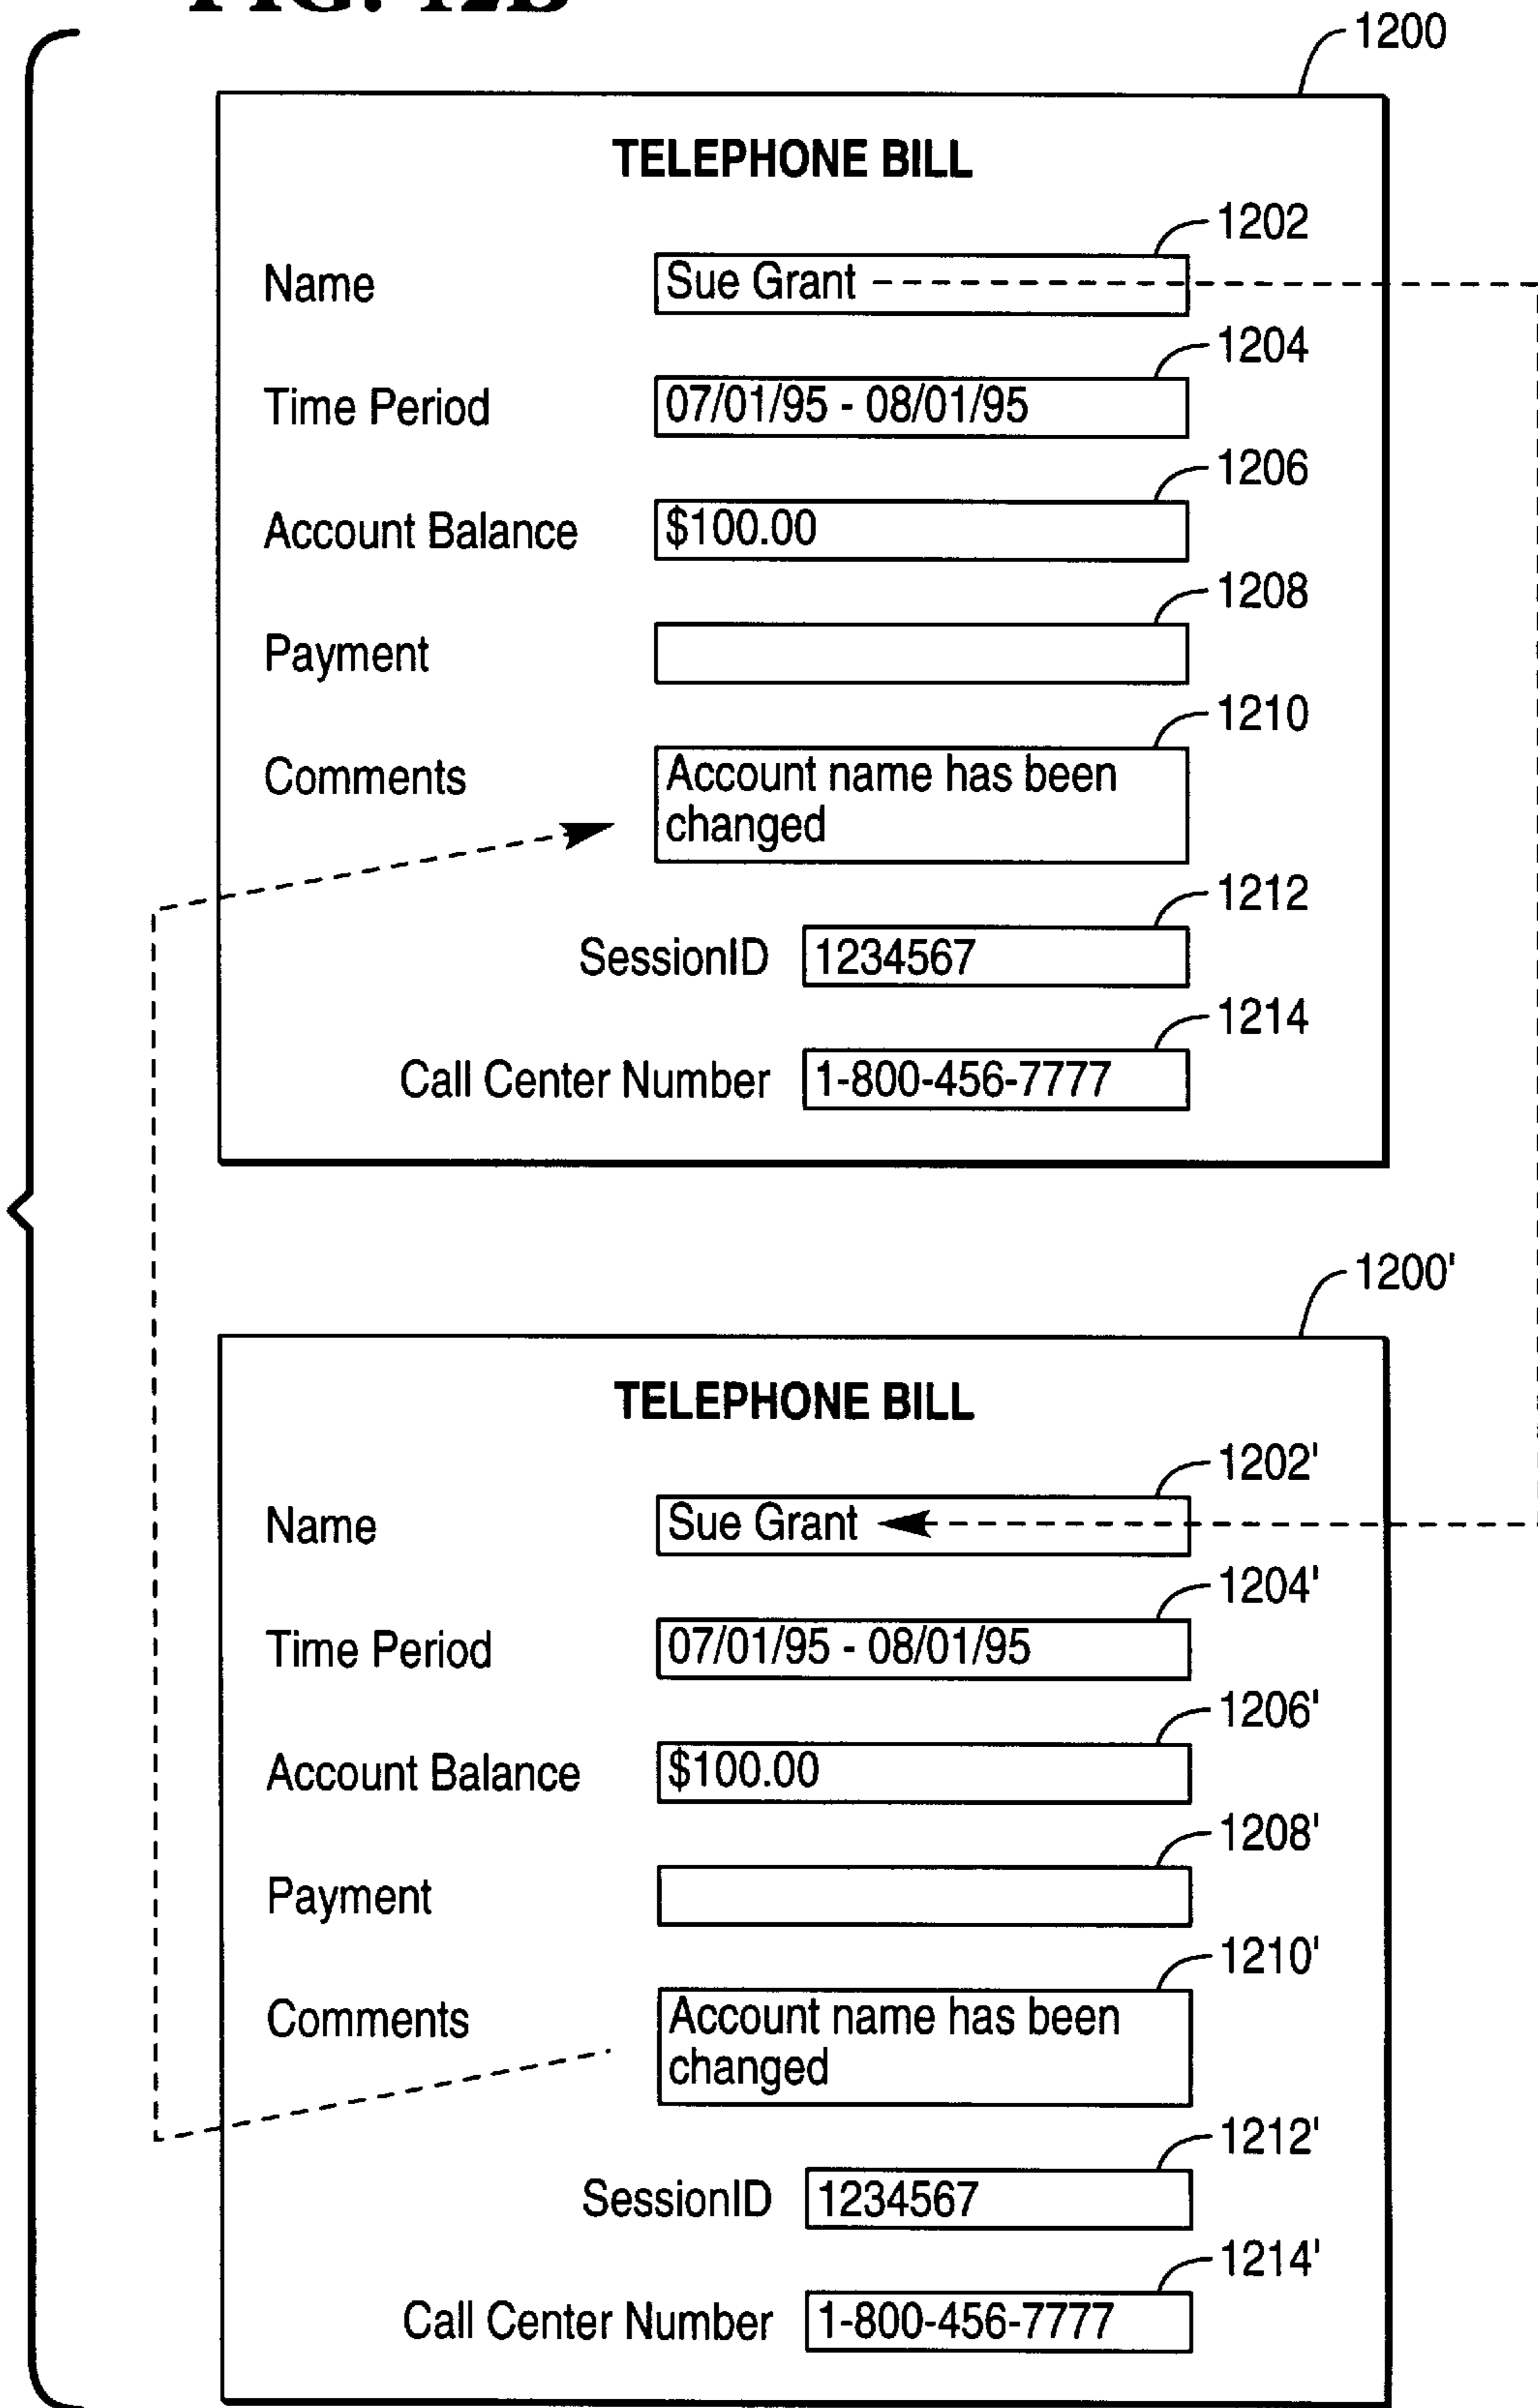 FIG. 12B
1200
TELEPHONE BILL
1202
Name Sue Grant
1204
Time Period 07/01/95 - 08/01/95
1206
Account Balance $100.00
1208
Payment
1210
Comments Account name has been
changed
1212
SessionID 1234567
1214
Call Center Number 1-800-456-7777
1200'
TELEPHONE BILL
1202'
Name Sue Grant
1204'
Time Period 07/01/95 - 08/01/95
1206'
Account Balance $100.00
1208'
Payment
1210'
Comments Account name has been
changed
1212'
SessionID 1234567
1214'
Call Center Number 1-800-456-7777